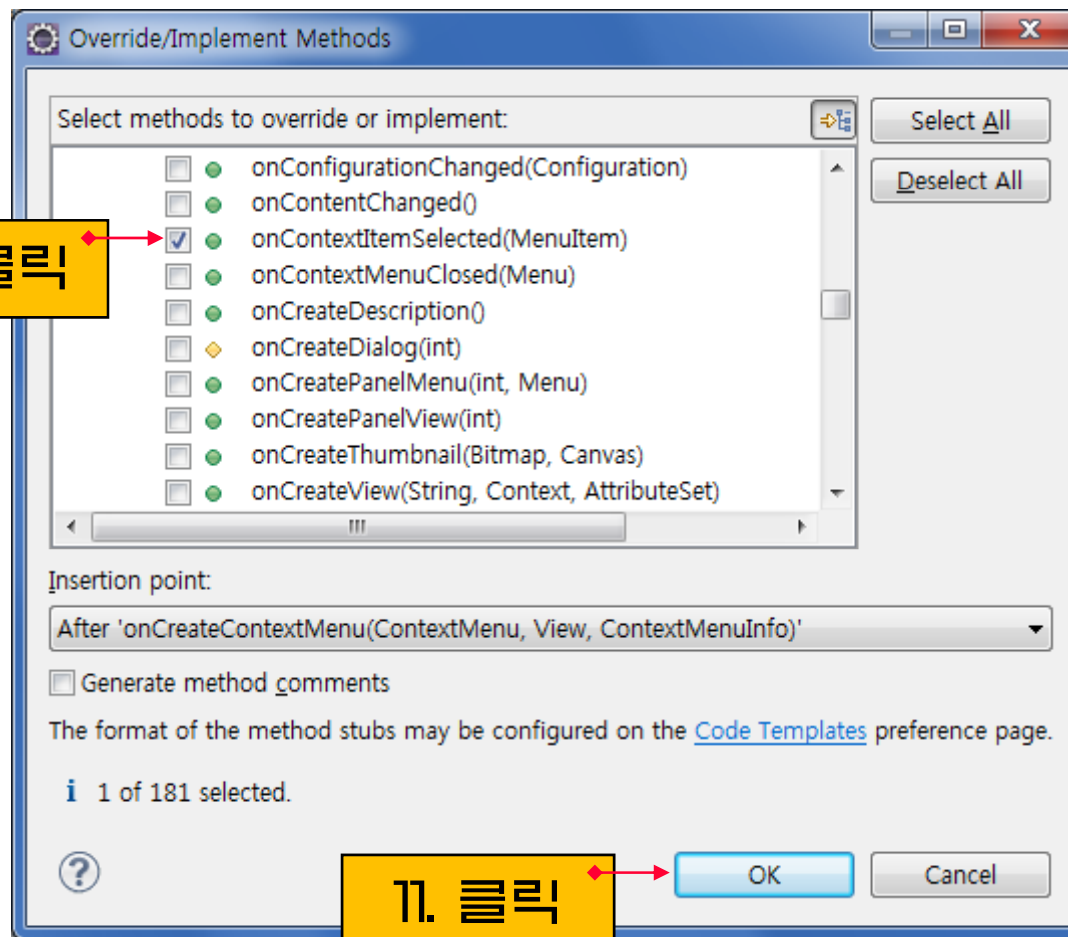 Override/Implement Methods
Select methods to override or implement:
Select All
Deselect All
onConfigurationChanged(Configuration)
onContentChanged()
onContextItemSelected(MenuItem)
클릭
onContextMenuClosed(Menu)
onCreateDescription()
onCreateDialog(int)
onCreatePanelMenu(int, Menu)
onCreatePanelView(int)
onCreateThumbnail(Bitmap, Canvas)
onCreateView(String, Context, AttributeSet)
Insertion point:
After 'onCreateContextMenu(ContextMenu, View, ContextMenuInfo)'
Generate method comments
The format of the method stubs may be configured on the Code Templates preference page.
i 1 of 181 selected.
?
11. 클릭
OK
Cancel